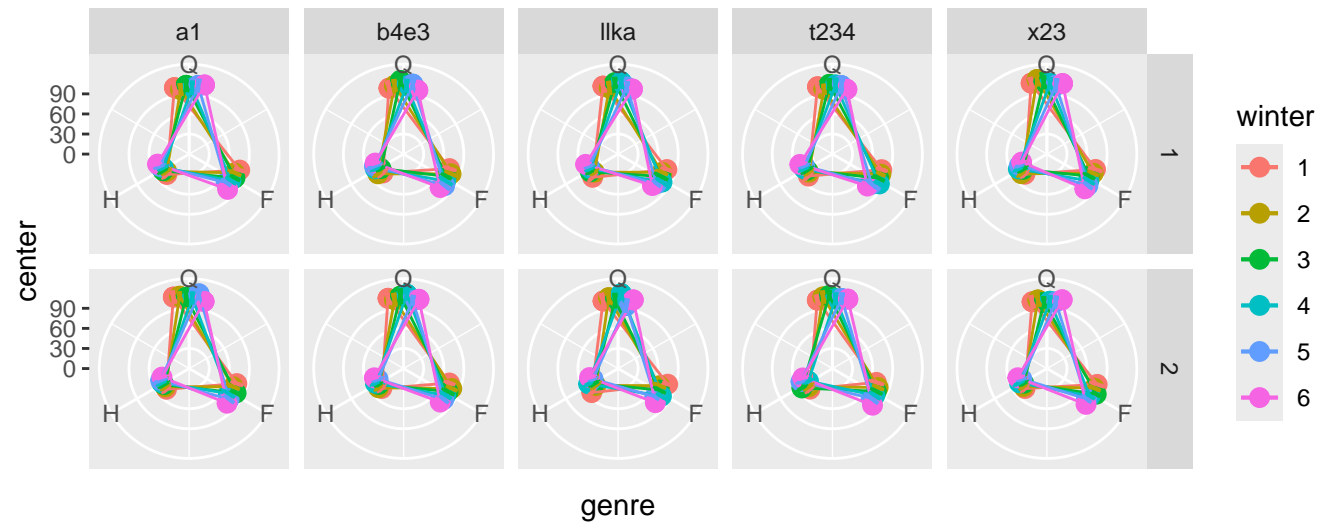 a1 b4e3 llka t234 x23
Q Q Q Q Q
90
60
30
0
H F H F H F H F H F
1
Q Q Q Q Q
90
60
30
0
H F H F H F H F H F
2
center
genre
winter
1
2
3
4
5
6